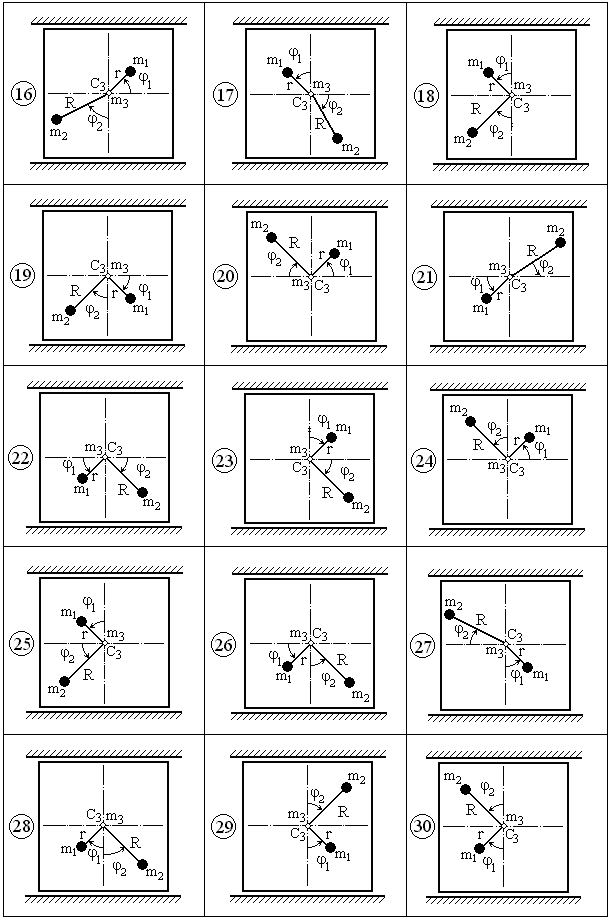 16 m₁ r φ₁ C₃ m₃ R φ₂ m₂
17 φ₁ m₁ r m₃ C₃ φ₂ R m₂
18 φ₁ m₁ r m₃ C₃ R φ₂ m₂
19 C₃ m₃ R r φ₁ φ₂ m₁ m₂
20 m₂ R φ₂ r m₁ φ₁ m₃ C₃
21 m₂ R φ₂ m₃ C₃ φ₁ r m₁
22 m₃ C₃ φ₁ r m₁ φ₂ R m₂
23 φ₁ m₁ r m₃ C₃ φ₂ R m₂
24 m₂ φ₂ R r m₁ φ₁ m₃ C₃
25 φ₁ m₁ r m₃ C₃ φ₂ R m₂
26 m₃ C₃ φ₁ r m₁ R φ₂ m₂
27 m₂ R φ₂ C₃ m₃ r φ₁ m₁
28 C₃ m₃ r m₁ φ₁ φ₂ R m₂
29 m₂ φ₂ R m₃ C₃ r φ₁ m₁
30 m₂ φ₂ R m₃ C₃ r φ₁ m₁